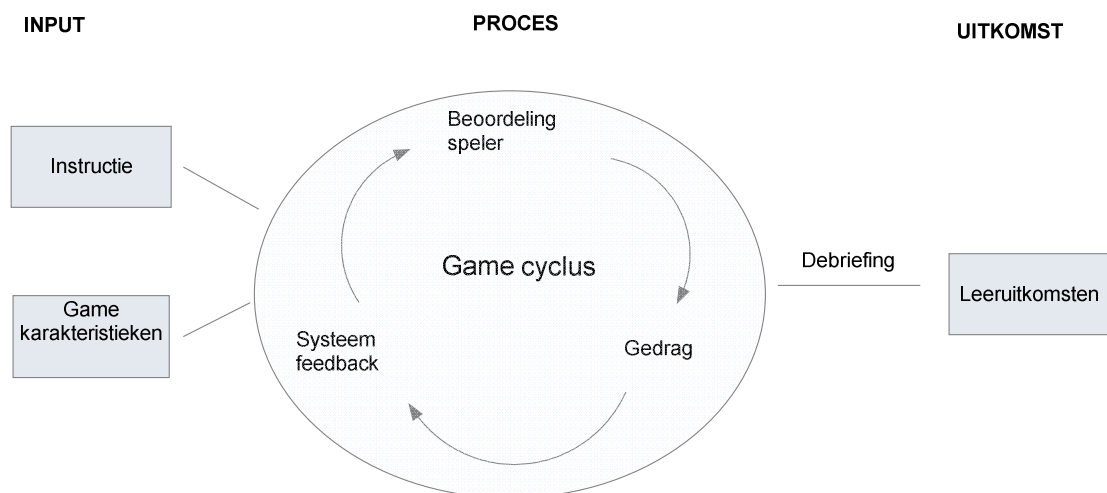 INPUT
PROCES
UITKOMST
Beoordeling
speler
Instructie
Game cyclus
Debriefing
Game
karakteristieken
Leeruitkomsten
Systeem
feedback
Gedrag